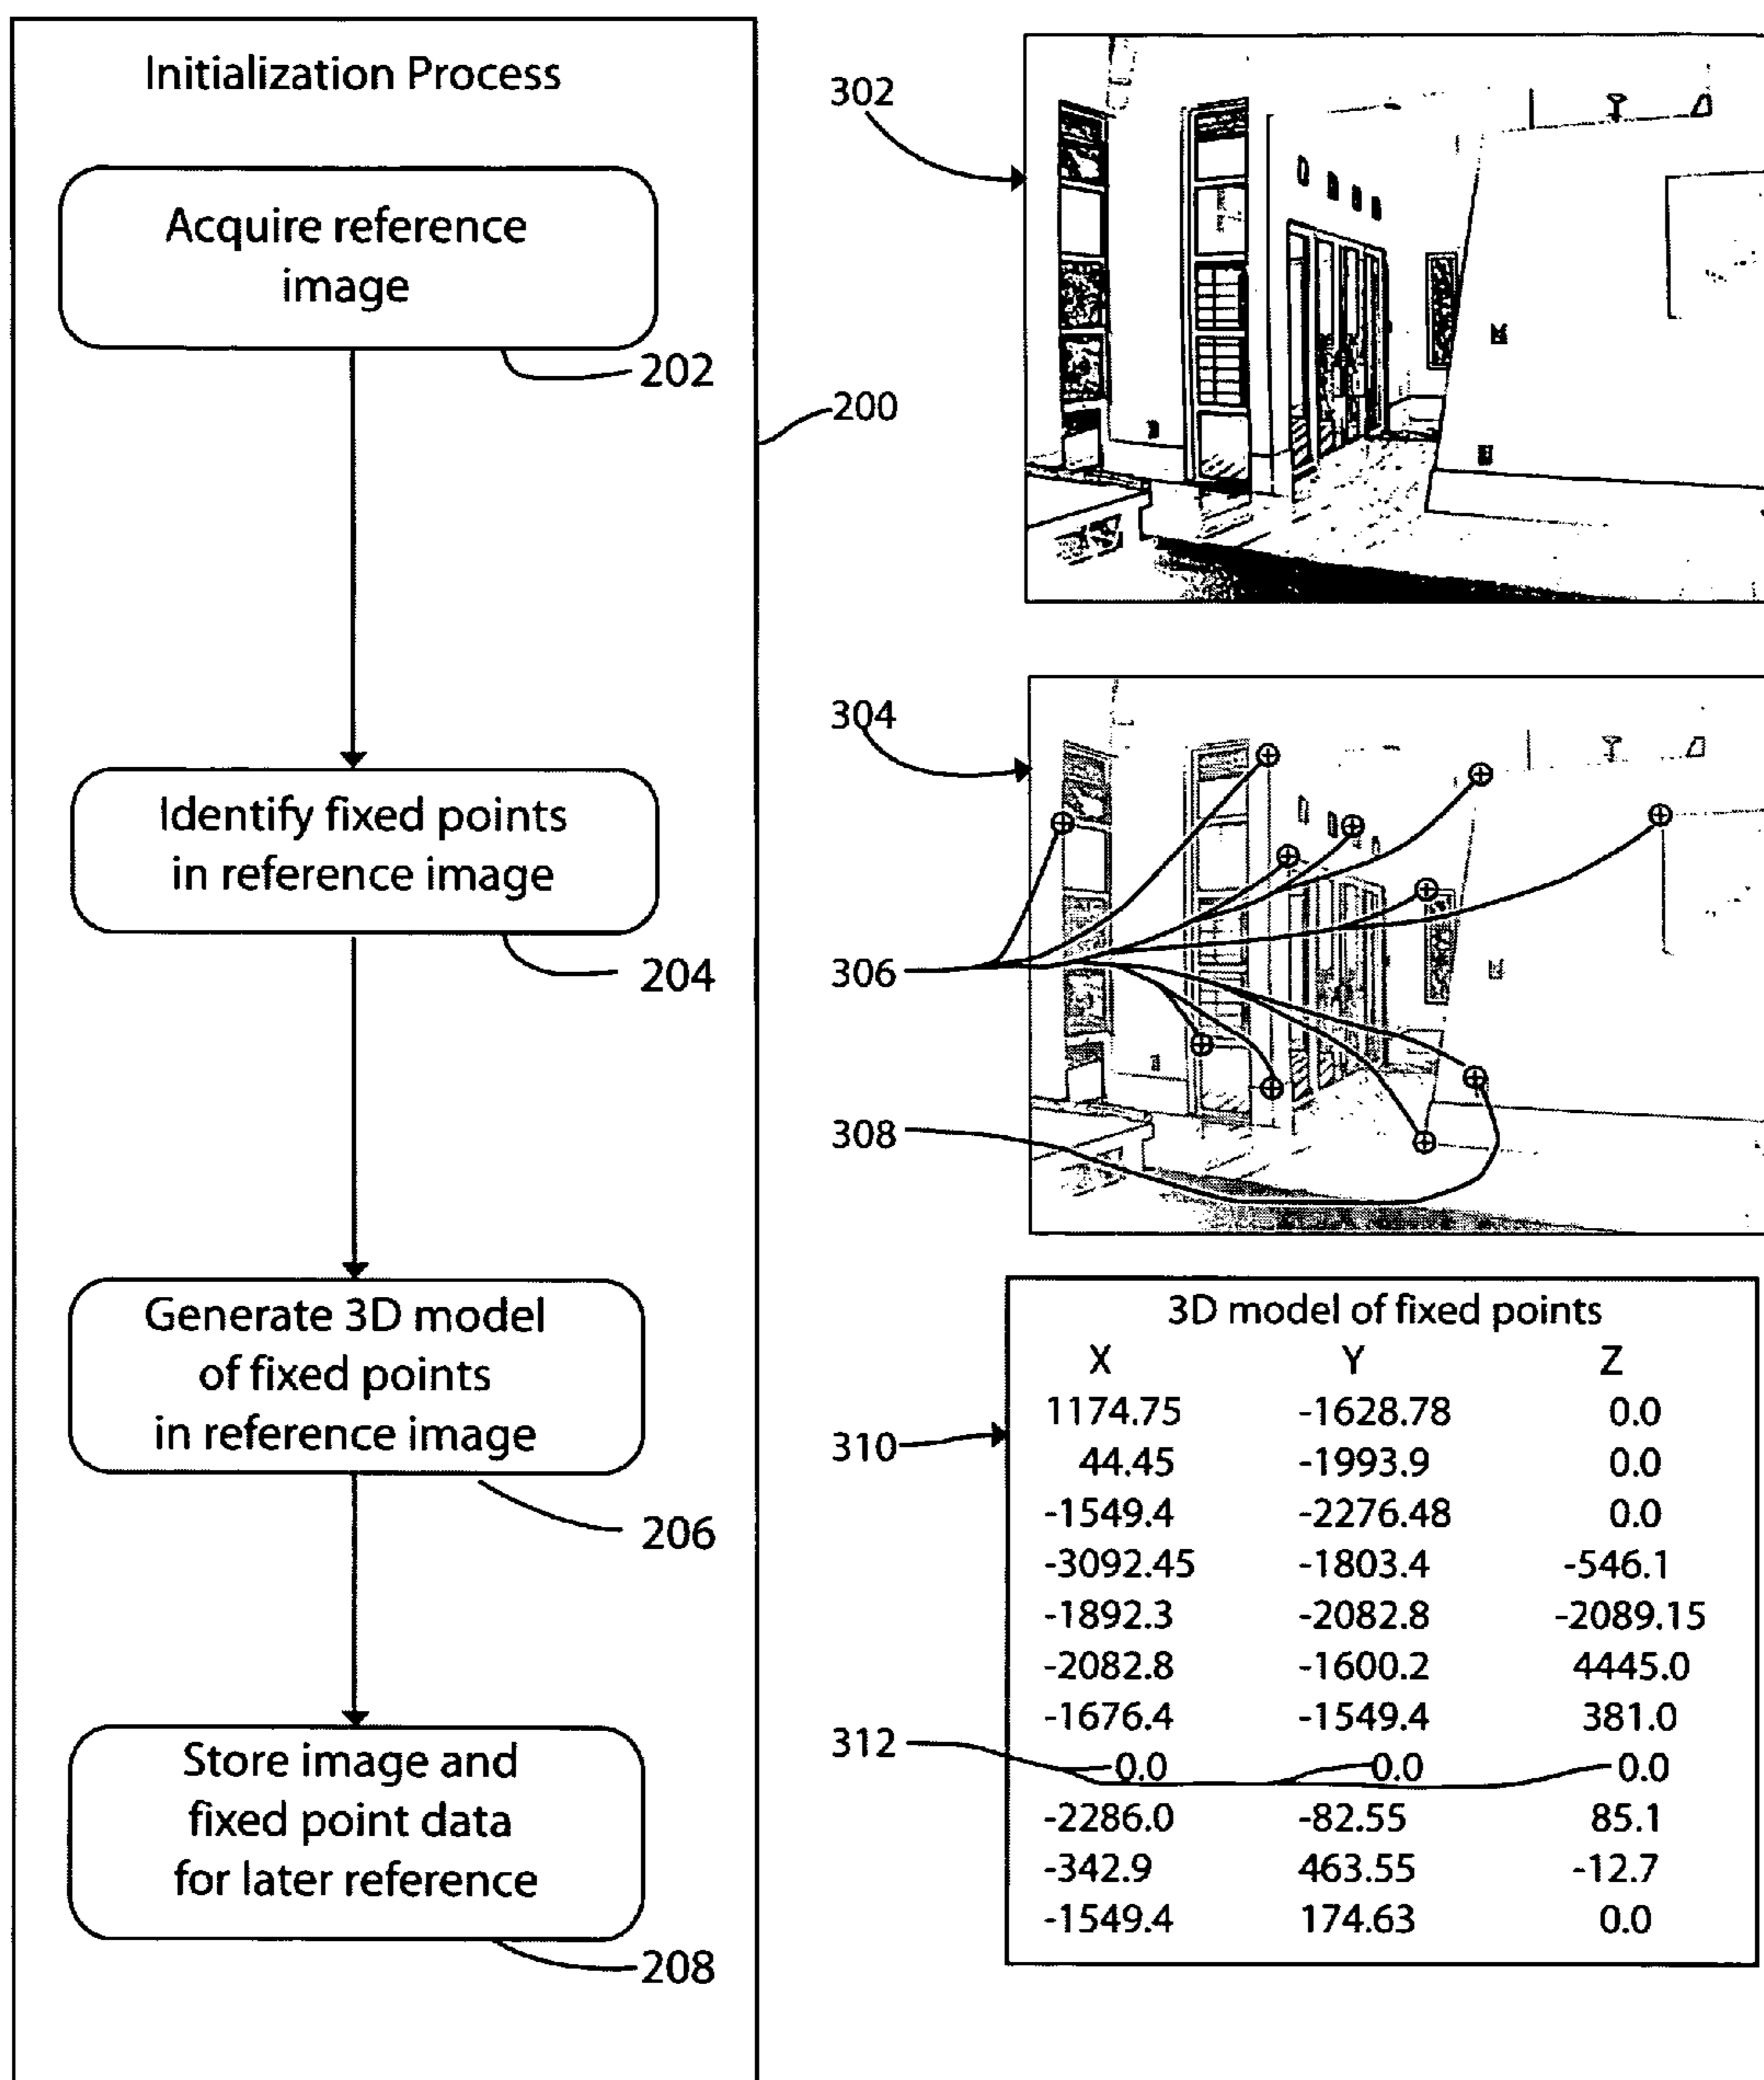 Initialization Process
Acquire reference
image
202
200
Identify fixed points
in reference image
204
Generate 3D model
of fixed points
in reference image
206
Store image and
fixed point data
for later reference
208
302
304
306
308
310
312
3D model of fixed points
X Y Z
1174.75 -1628.78 0.0
44.45 -1993.9 0.0
-1549.4 -2276.48 0.0
-3092.45 -1803.4 -546.1
-1892.3 -2082.8 -2089.15
-2082.8 -1600.2 4445.0
-1676.4 -1549.4 381.0
0.0 0.0 0.0
-2286.0 -82.55 85.1
-342.9 463.55 -12.7
-1549.4 174.63 0.0